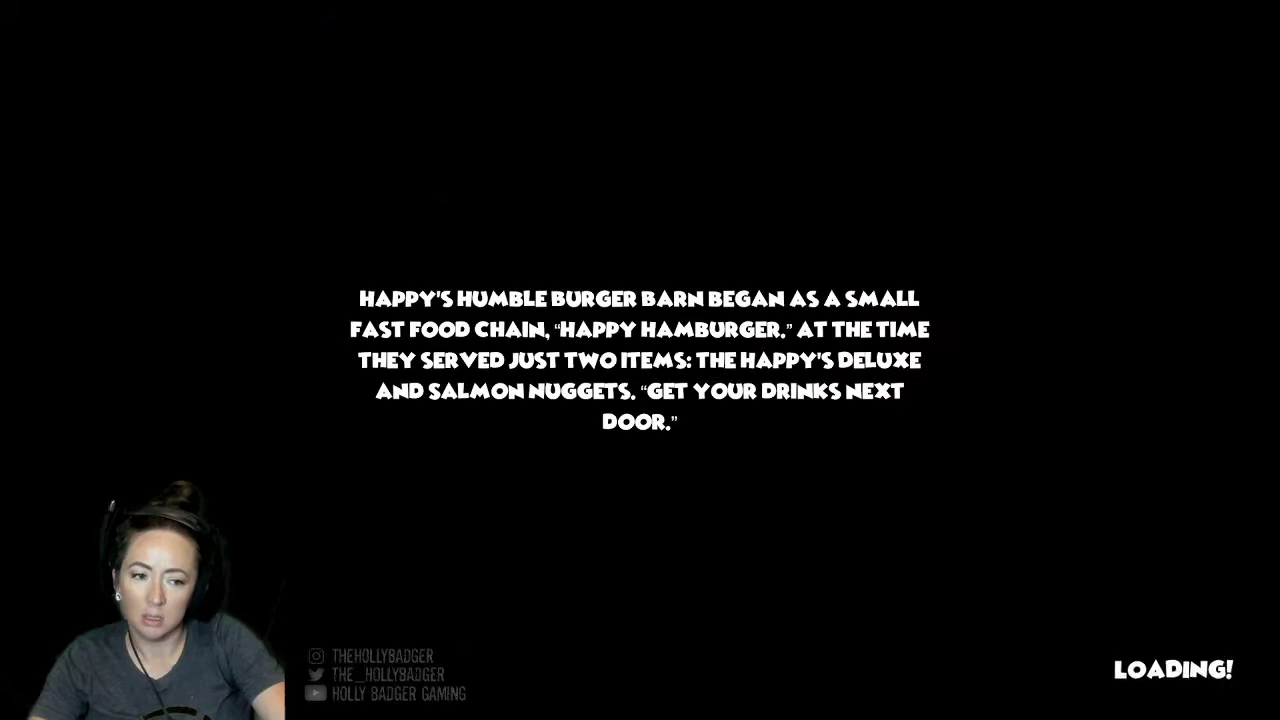 HAPPY'S HUMBLE BURGER BARN BEGAN AS A SMALL
FAST FOOD CHAIN, "HAPPY HAMBURGER." AT THE TIME
THEY SERVED JUST TWO ITEMS: THE HAPPY'S DELUXE
AND SALMON NUGGETS. "GET YOUR DRINKS NEXT
DOOR."
THEHOLLYBADGER
THE_HOLLYBADGER
HOLLY BADGER GAMING
LOADING!